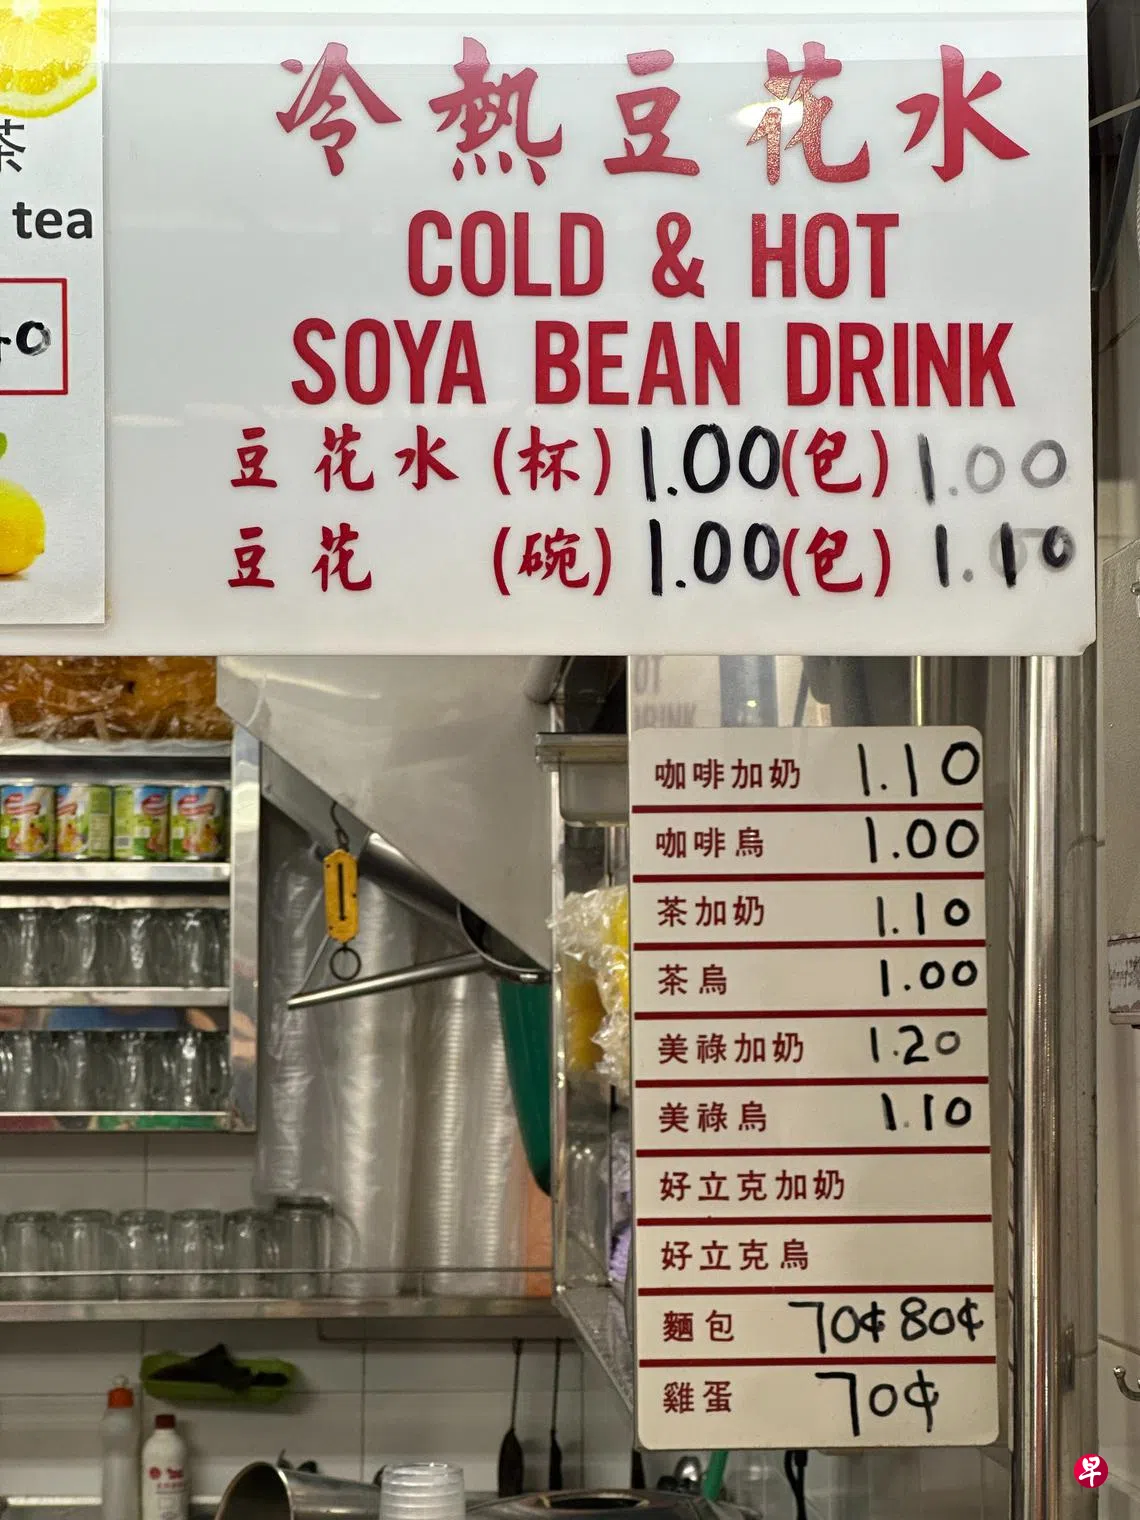 茶
tea
冷熱豆花水
COLD & HOT
SOYA BEAN DRINK
豆花水 (杯) 1.00 (包) 1.00
豆花 (碗) 1.00 (包) 1.10
咖啡加奶 1.10
咖啡烏 1.00
茶加奶 1.10
茶烏 1.00
美祿加奶 1.20
美祿烏 1.10
好立克加奶
好立克烏
麵包 70¢ 80¢
雞蛋 70¢
早